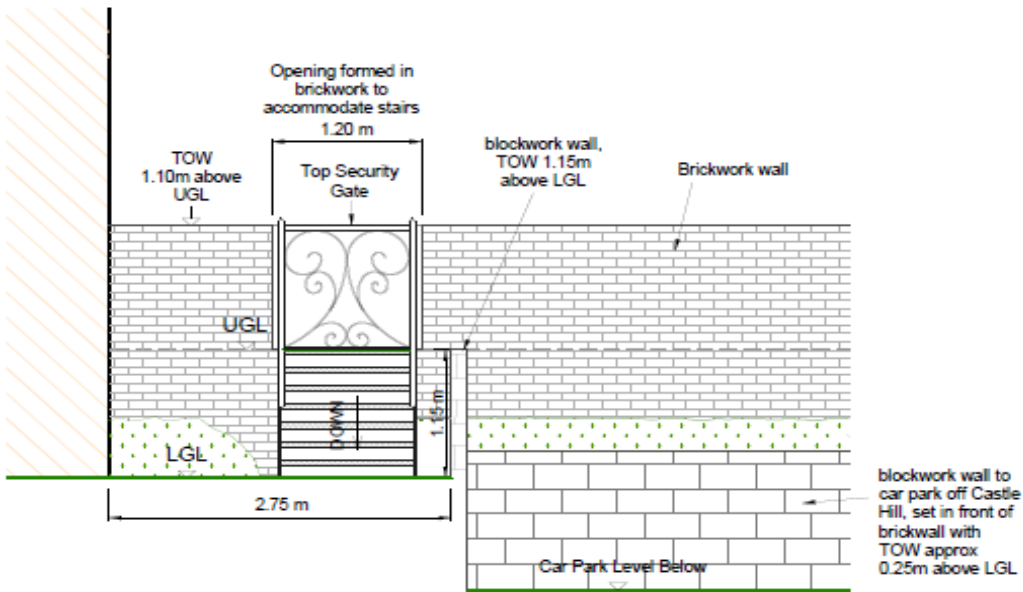 Opening formed in
brickwork to
accommodate stairs
1.20 m
TOW
1.10m above
UGL
Top Security
Gate
blockwork wall,
TOW 1.15m
above LGL
Brickwork wall
UGL
DOWN
1.15 m
LGL
2.75 m
blockwork wall to
car park off Castle
Hill, set in front of
brickwall with
TOW approx
0.25m above LGL
Car Park Level Below